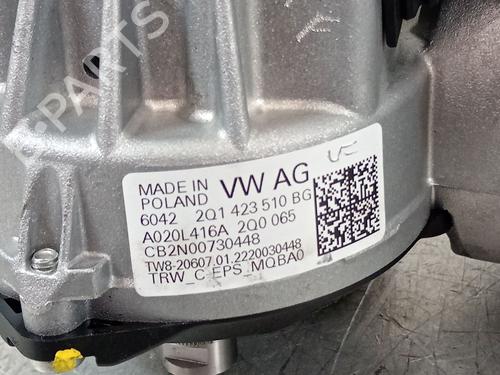 E-PARTS
MADE IN
POLAND
VW AG
6042 2Q1 423 510 BG
A020L416A 2Q0 065
CB2N00730448
TW8-20607.01.2220030448
TRW_C-EPS_MQBA0